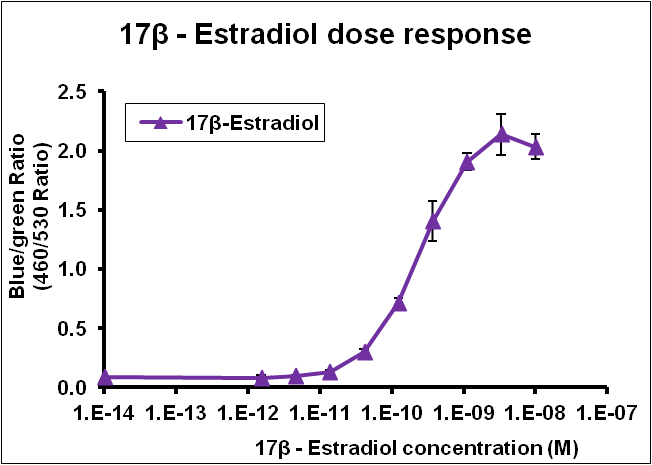 17β - Estradiol dose response
Blue/green Ratio
(460/530 Ratio)
2.5
2.0
1.5
1.0
0.5
0.0
17β-Estradiol
1.E-14 1.E-13 1.E-12 1.E-11 1.E-10 1.E-09 1.E-08 1.E-07
17β - Estradiol concentration (M)